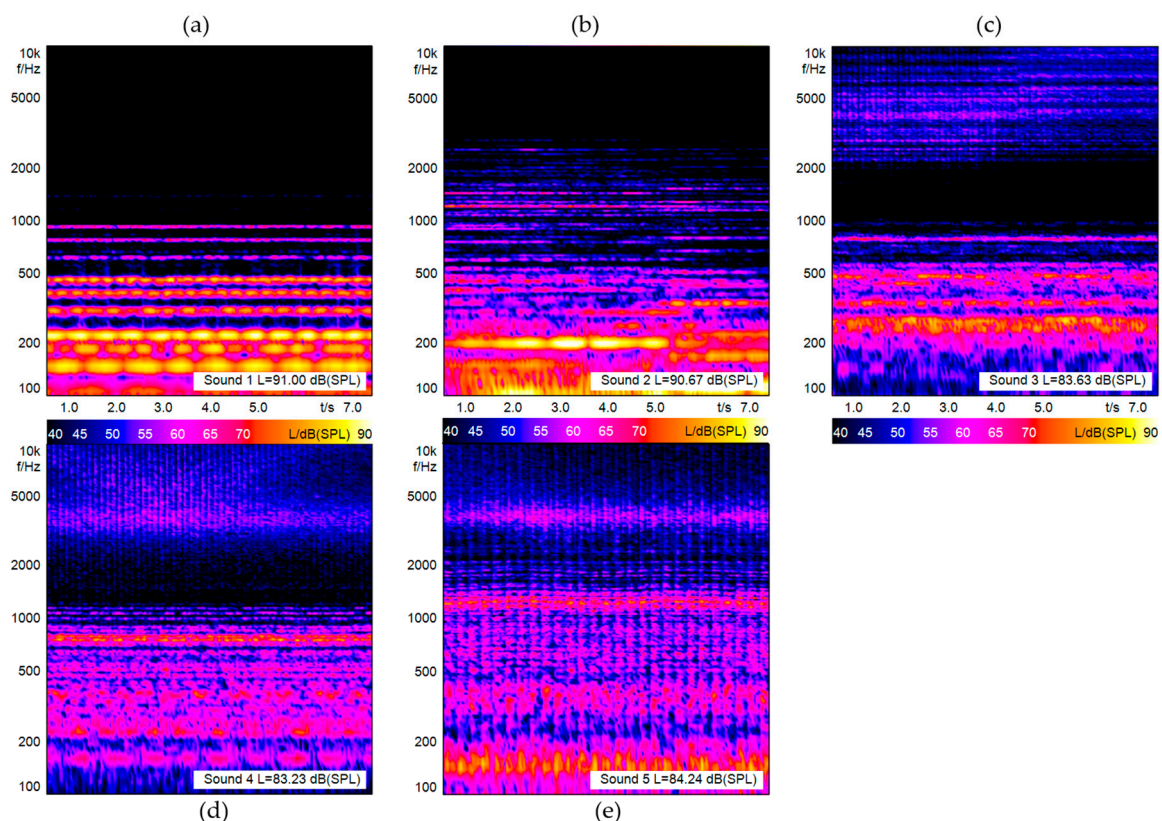 (a)
(b)
(c)
10k
f/Hz
5000
2000
1000
500
200
100
Sound 1 L=91.00 dB(SPL)
1.0 2.0 3.0 4.0 5.0 t/s 7.0
10k
f/Hz
5000
2000
1000
500
200
100
Sound 2 L=90.67 dB(SPL)
1.0 2.0 3.0 4.0 5.0 t/s 7.0
10k
f/Hz
5000
2000
1000
500
200
100
Sound 3 L=83.63 dB(SPL)
1.0 2.0 3.0 4.0 5.0 t/s 7.0
40 45 50 55 60 65 70 L/dB(SPL) 90
40 45 50 55 60 65 70 L/dB(SPL) 90
40 45 50 55 60 65 70 L/dB(SPL) 90
10k
f/Hz
5000
2000
1000
500
200
100
Sound 4 L=83.23 dB(SPL)
10k
f/Hz
5000
2000
1000
500
200
100
Sound 5 L=84.24 dB(SPL)
(d)
(e)